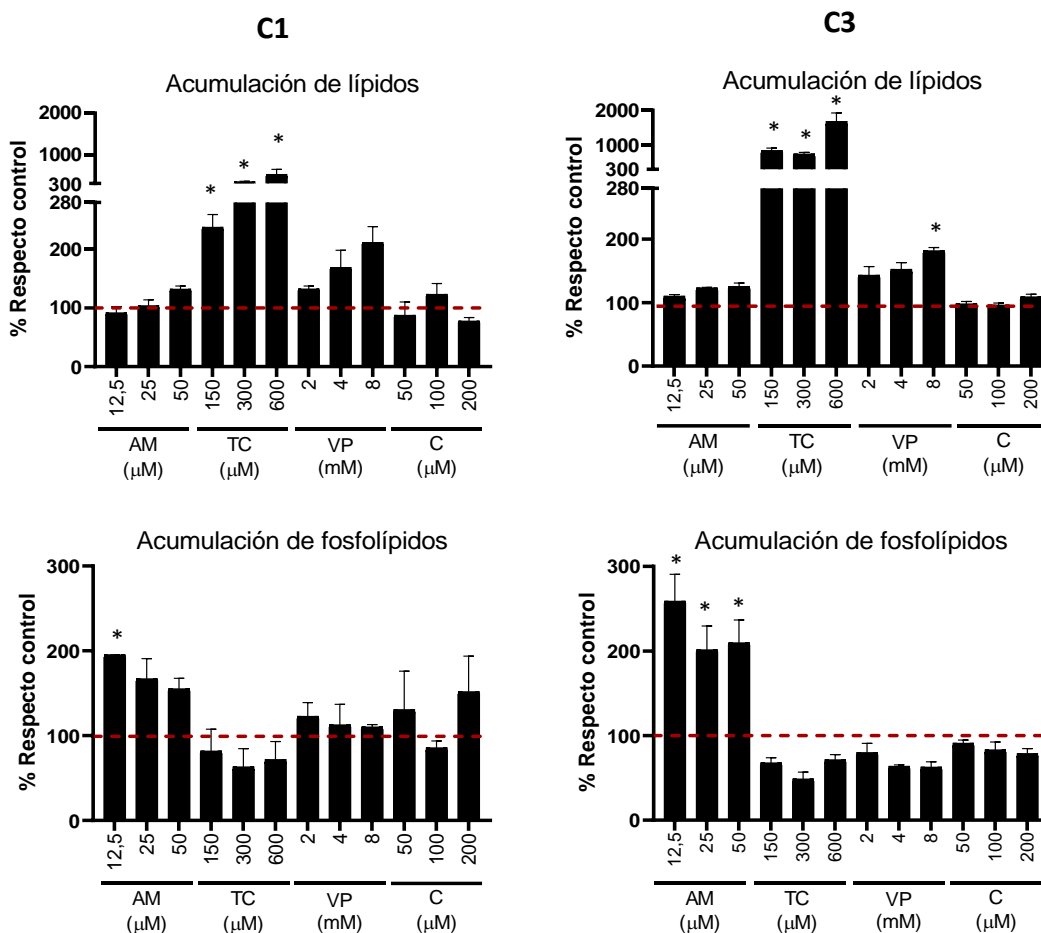 C1
Acumulación de lípidos
% Respecto control
2000
1000
300
280
200
100
0
* * *
12,5 25 50 150 300 600 2 4 8 50 100 200
AM TC VP C
(µM) (µM) (mM) (µM)
C3
Acumulación de lípidos
% Respecto control
2000
1000
300
280
200
100
0
* * * *
12,5 25 50 150 300 600 2 4 8 50 100 200
AM TC VP C
(µM) (µM) (mM) (µM)
Acumulación de fosfolípidos
% Respecto control
300
200
100
0
*
12,5 25 50 150 300 600 2 4 8 50 100 200
AM TC VP C
(µM) (µM) (mM) (µM)
Acumulación de fosfolípidos
% Respecto control
300
200
100
0
* * *
12,5 25 50 150 300 600 2 4 8 50 100 200
AM TC VP C
(µM) (µM) (mM) (µM)